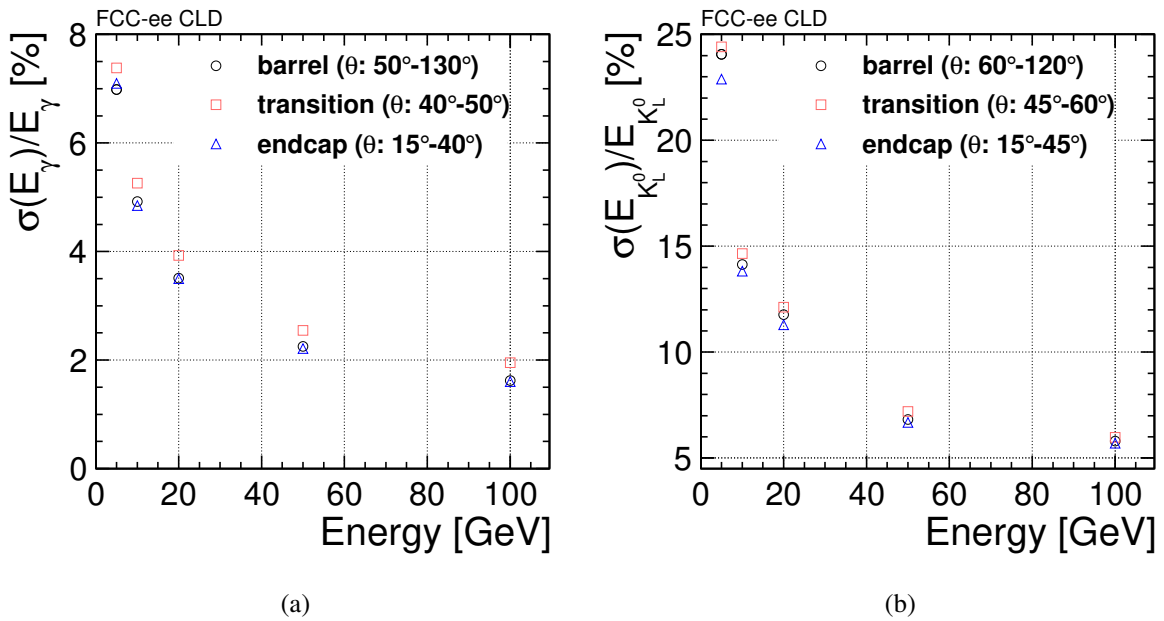 FCC-ee CLD
σ(E_γ)/E_γ [%]
8
6
4
2
0
barrel (θ: 50°-130°)
transition (θ: 40°-50°)
endcap (θ: 15°-40°)
0 20 40 60 80 100
Energy [GeV]
(a)
FCC-ee CLD
σ(E_{K_L^0})/E_{K_L^0} [%]
25
20
15
10
5
barrel (θ: 60°-120°)
transition (θ: 45°-60°)
endcap (θ: 15°-45°)
0 20 40 60 80 100
Energy [GeV]
(b)